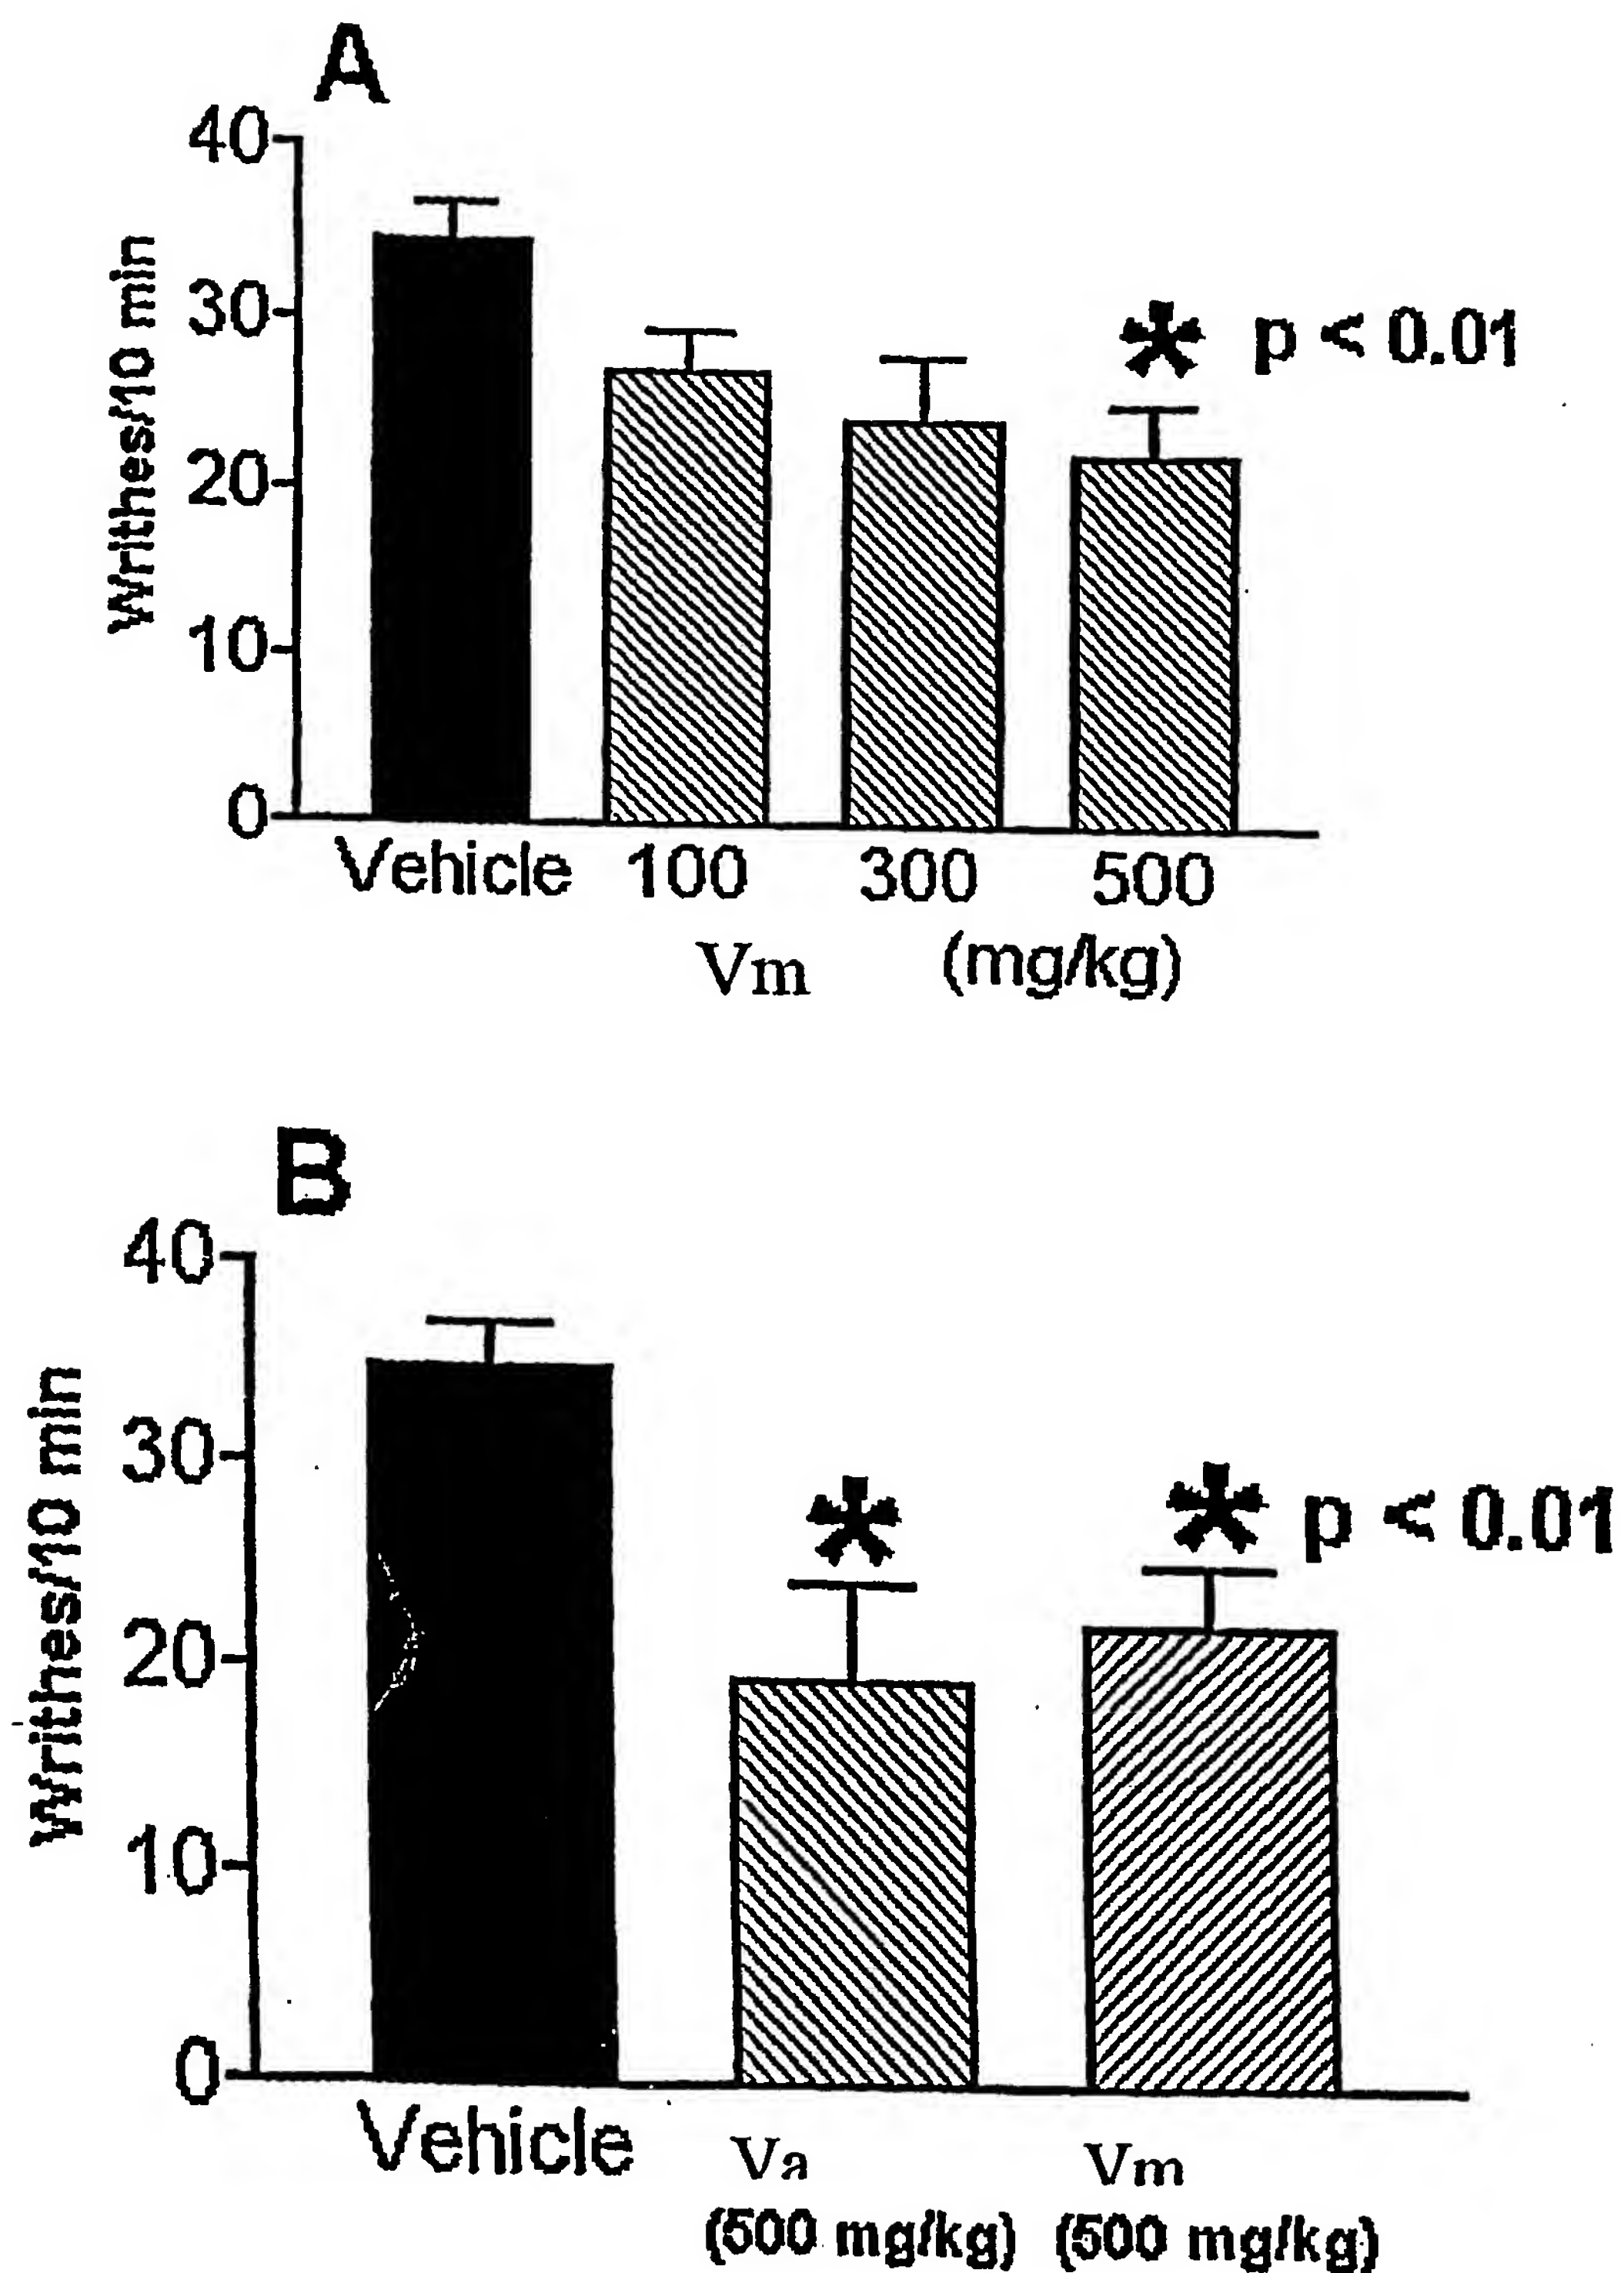 A
40
Writhes/10 min
30
* p < 0.01
20
10
0
Vehicle 100 300 500
Vm (mg/kg)
B
40
Writhes/10 min
30
* * p < 0.01
20
10
0
Vehicle Va Vm
(500 mg/kg) (500 mg/kg)